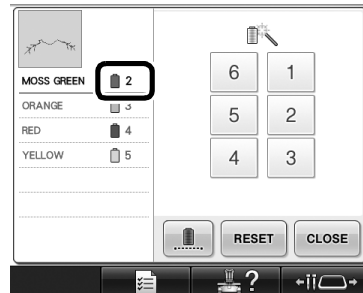 MOSS GREEN 2
ORANGE 3
RED 4
YELLOW 5
6 1
5 2
4 3
RESET CLOSE
?